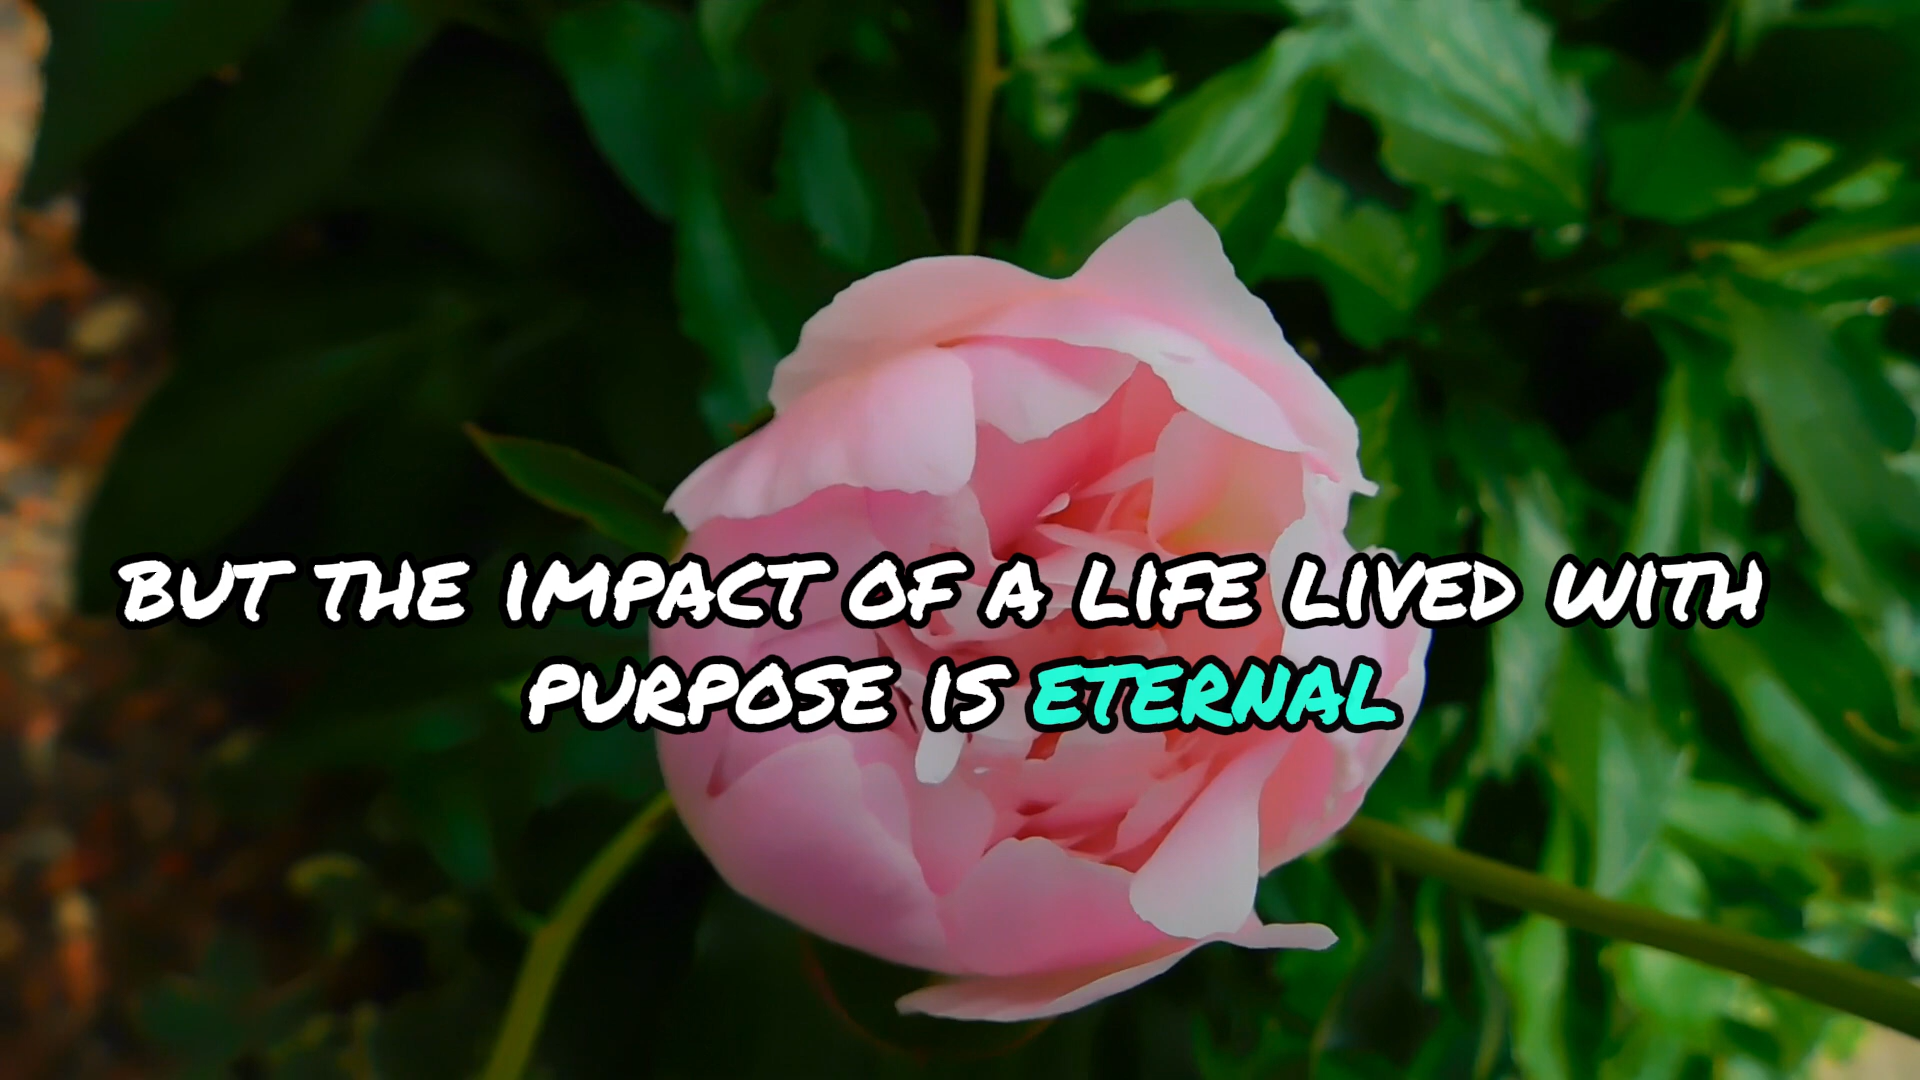 BUT THE IMPACT OF A LIFE LIVED WITH
PURPOSE IS ETERNAL